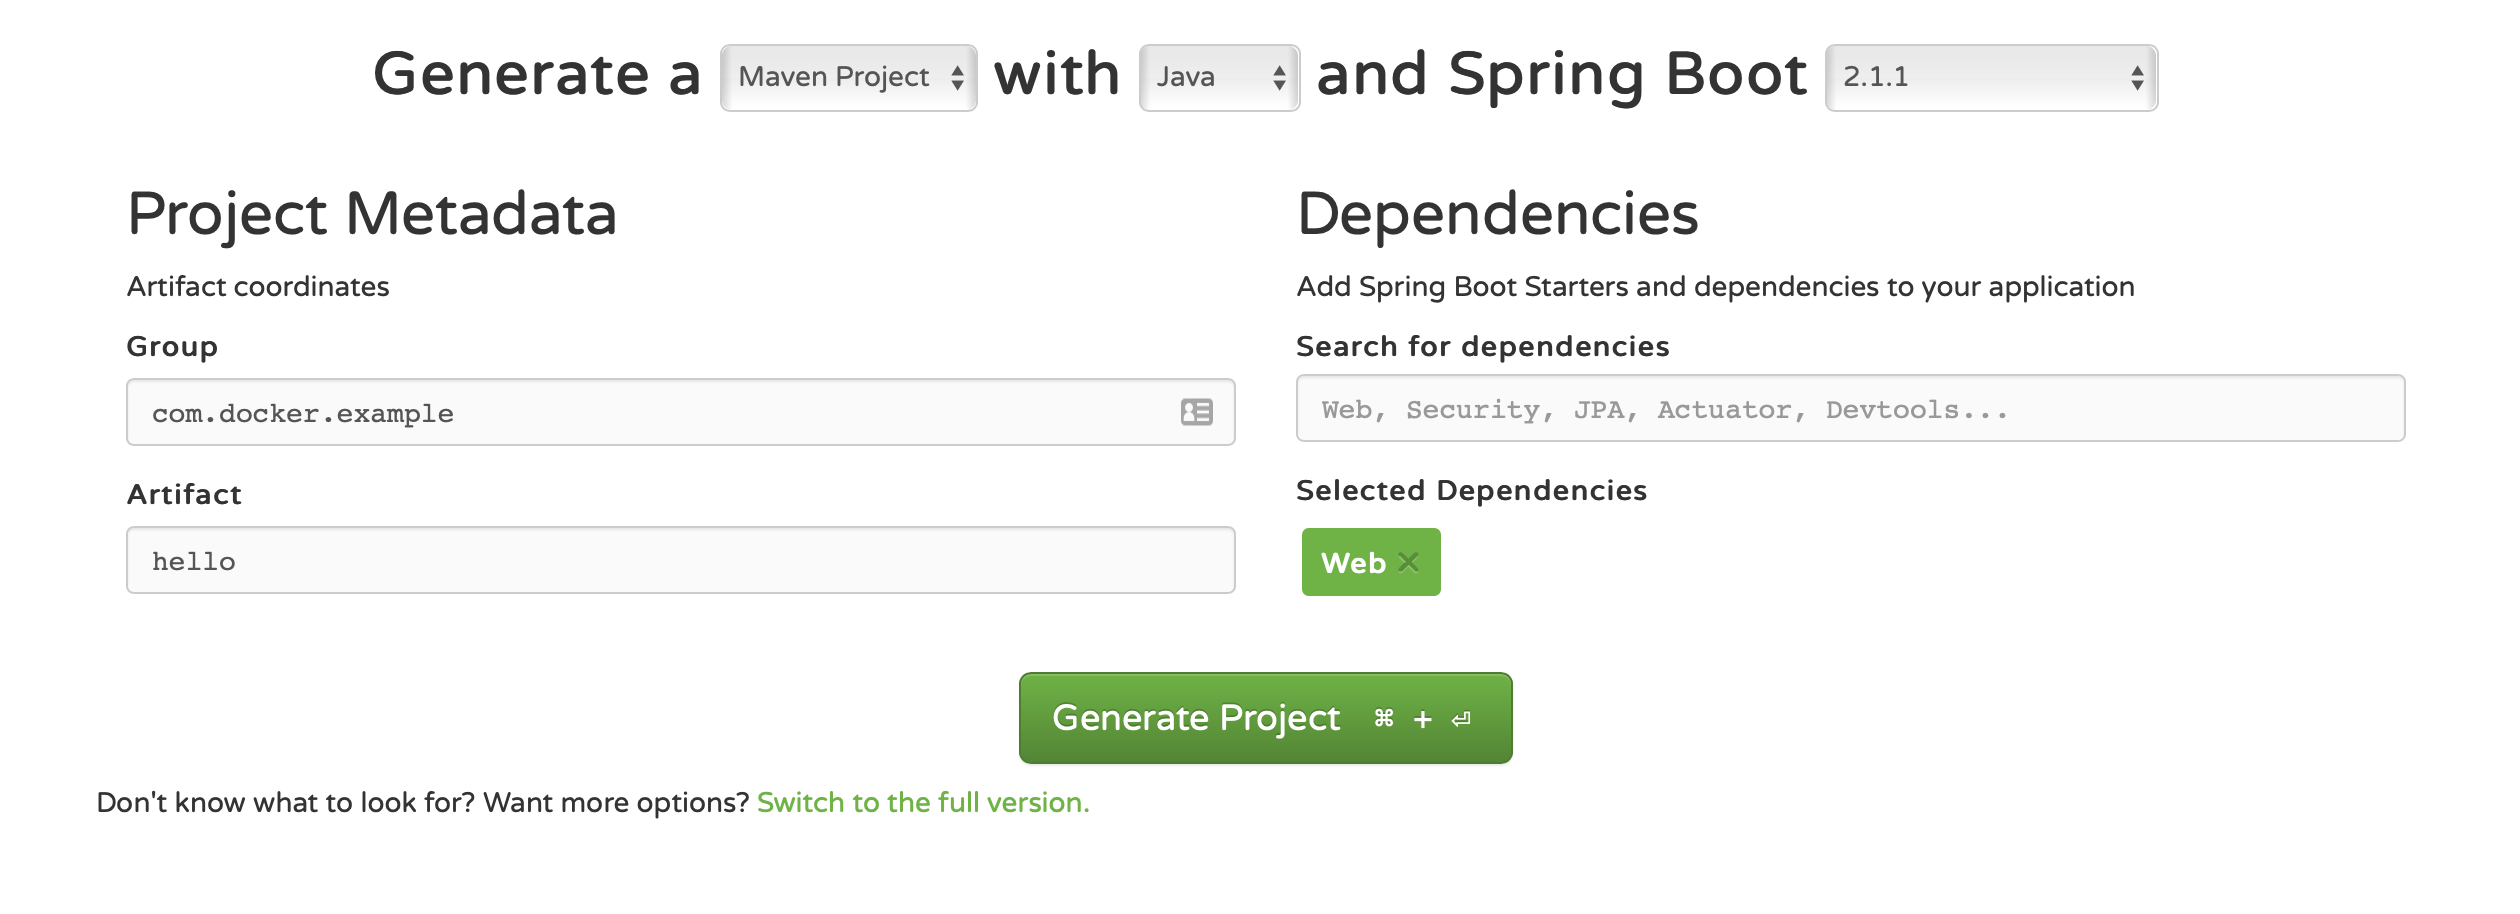 Generate a Maven Project with Java and Spring Boot 2.1.1
Project Metadata
Artifact coordinates
Group
com.docker.example
Artifact
hello
Dependencies
Add Spring Boot Starters and dependencies to your application
Search for dependencies
Web, Security, JPA, Actuator, Devtools...
Selected Dependencies
Web ×
Generate Project ⌘ + ⏎
Don't know what to look for? Want more options? Switch to the full version.